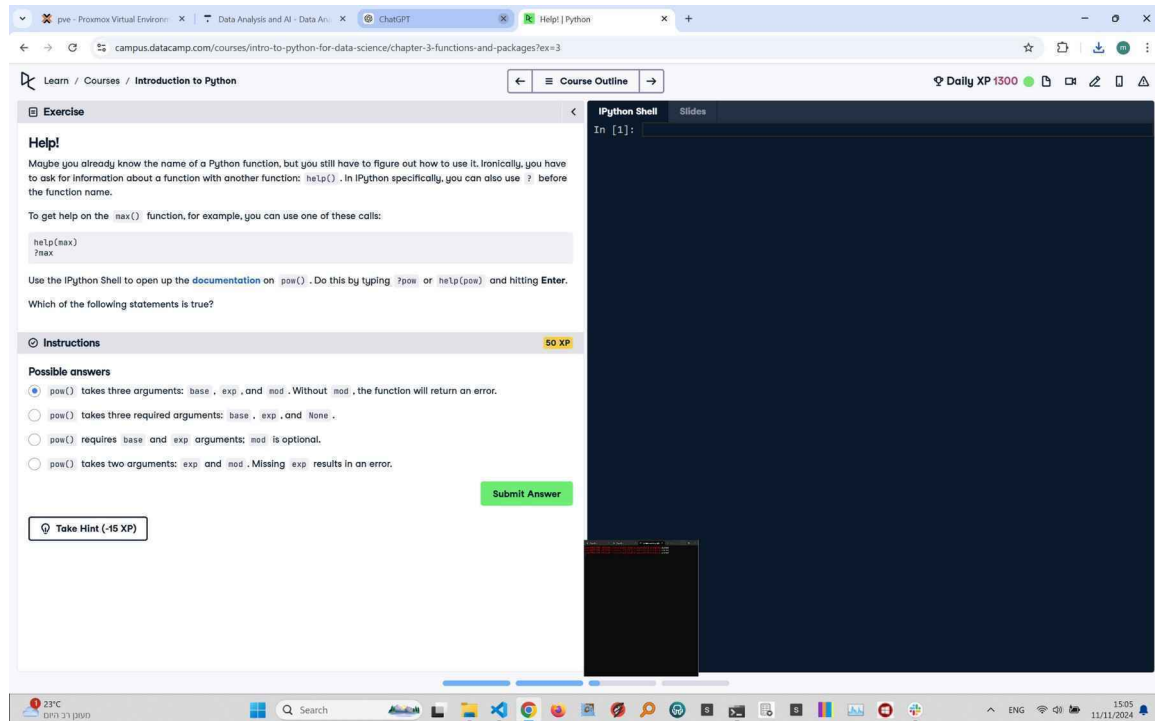 pve - Proxmox Virtual Environm
Data Analysis and AI - Data An
ChatGPT
Help! | Python
campus.datacamp.com/courses/intro-to-python-for-data-science/chapter-3-functions-and-packages?ex=3
m
Learn / Courses / Introduction to Python
Course Outline
Daily XP 1300
Exercise
IPython Shell Slides
In [1]:
Help!
Maybe you already know the name of a Python function, but you still have to figure out how to use it. Ironically, you have
to ask for information about a function with another function: help() . In IPython specifically, you can also use ? before
the function name.
To get help on the max() function, for example, you can use one of these calls:
help(max)
?max
Use the IPython Shell to open up the documentation on pow() . Do this by typing ?pow or help(pow) and hitting Enter.
Which of the following statements is true?
Instructions
50 XP
Possible answers
pow() takes three arguments: base , exp , and mod . Without mod , the function will return an error.
pow() takes three required arguments: base , exp , and None .
pow() requires base and exp arguments; mod is optional.
pow() takes two arguments: exp and mod . Missing exp results in an error.
Submit Answer
Take Hint (-15 XP)
23°C
מעונן ברובו היום
Search
ENG
15:05
11/11/2024